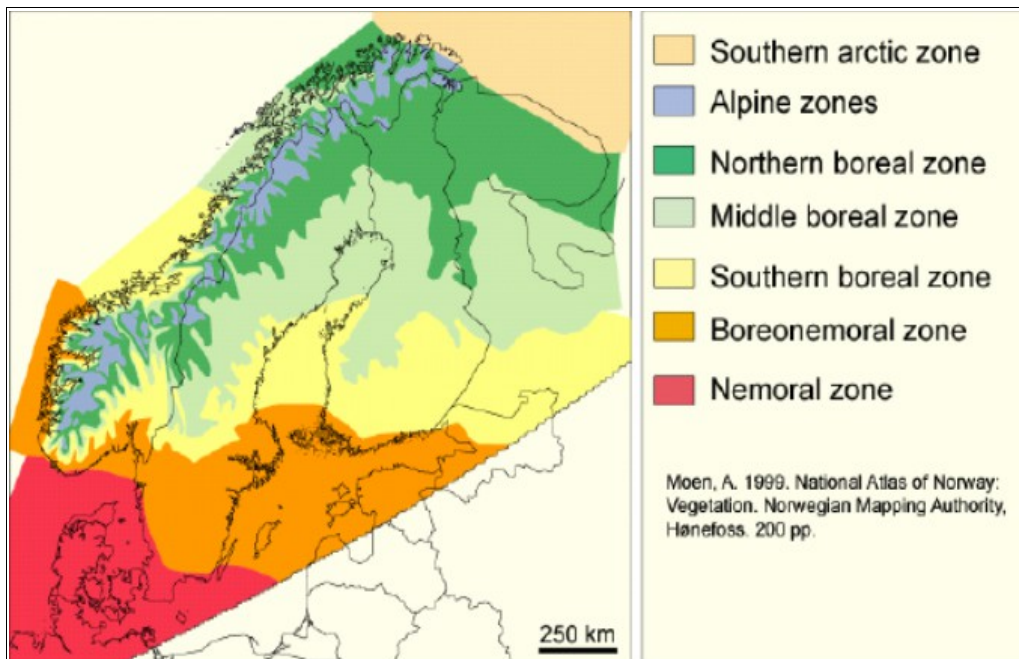 Southern arctic zone
Alpine zones
Northern boreal zone
Middle boreal zone
Southern boreal zone
Boreonemoral zone
Nemoral zone
Moen, A. 1999. National Atlas of Norway:
Vegetation. Norwegian Mapping Authority,
Hønefoss. 200 pp.
250 km